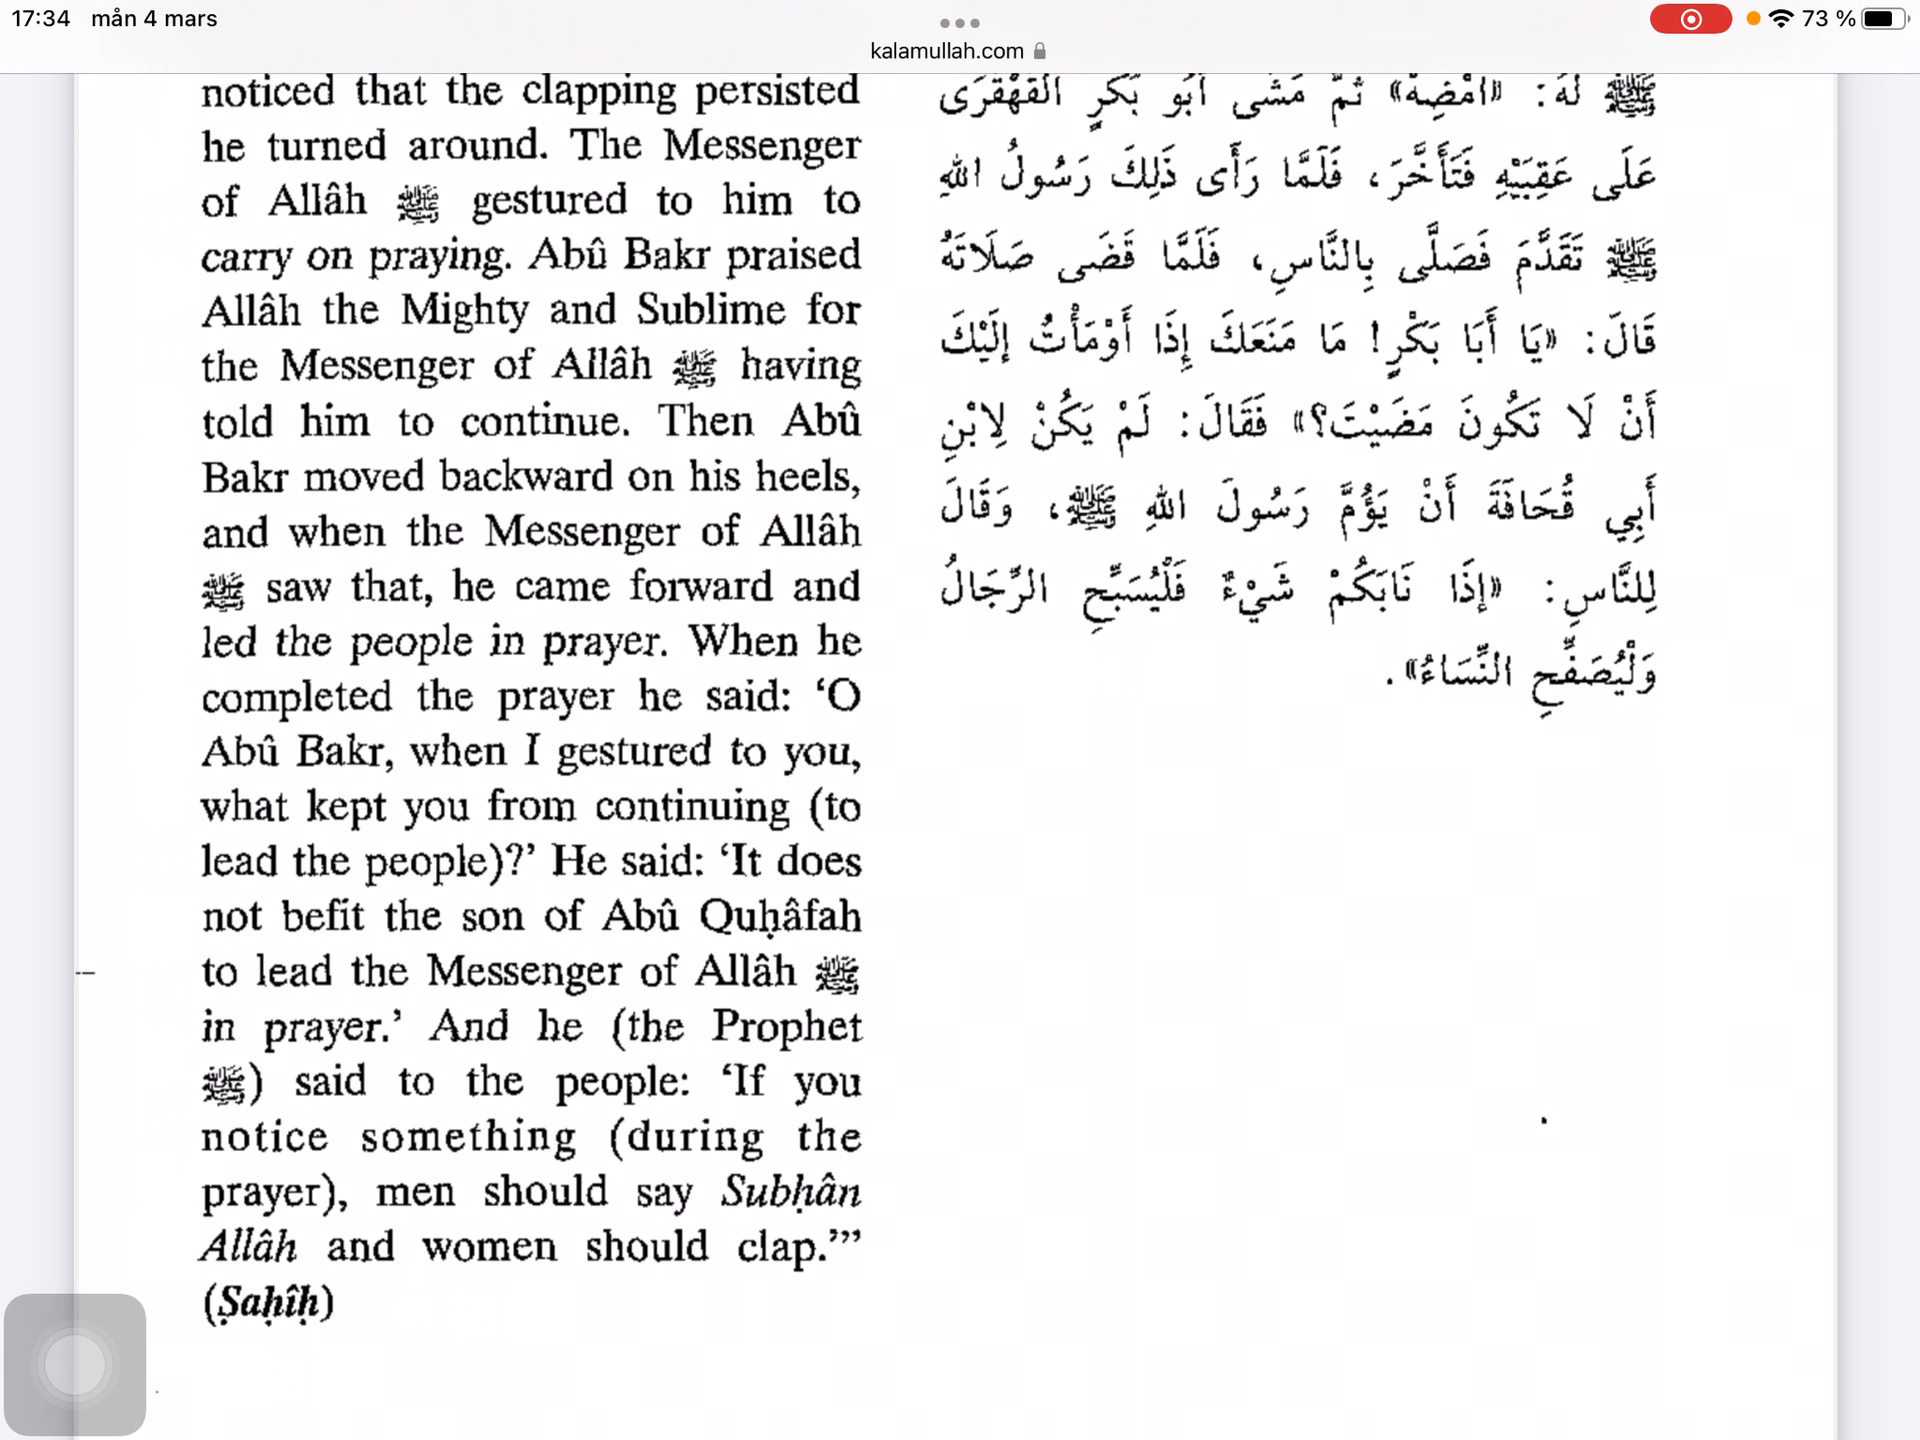 17:34 mån 4 mars
73 %
kalamullah.com
noticed that the clapping persisted
he turned around. The Messenger
of Allâh ﷺ gestured to him to
carry on praying. Abû Bakr praised
Allâh the Mighty and Sublime for
the Messenger of Allâh ﷺ having
told him to continue. Then Abû
Bakr moved backward on his heels,
and when the Messenger of Allâh
ﷺ saw that, he came forward and
led the people in prayer. When he
completed the prayer he said: ‘O
Abû Bakr, when I gestured to you,
what kept you from continuing (to
lead the people)?’ He said: ‘It does
not befit the son of Abû Quḥâfah
to lead the Messenger of Allâh ﷺ
in prayer.’ And he (the Prophet
ﷺ) said to the people: ‘If you
notice something (during the
prayer), men should say Subḥân
Allâh and women should clap.’”
(Ṣaḥîḥ)
ﷺ لَهُ: «امْضِهْ» ثُمَّ مَشَى أَبُو بَكْرٍ الْقَهْقَرَى
عَلَى عَقِبَيْهِ فَتَأَخَّرَ، فَلَمَّا رَأَى ذَلِكَ رَسُولُ اللهِ
ﷺ تَقَدَّمَ فَصَلَّى بِالنَّاسِ، فَلَمَّا قَضَى صَلَاتَهُ
قَالَ: «يَا أَبَا بَكْرٍ! مَا مَنَعَكَ إِذَا أَوْمَأْتُ إِلَيْكَ
أَنْ لَا تَكُونَ مَضَيْتَ؟» فَقَالَ: لَمْ يَكُنْ لِابْنِ
أَبِي قُحَافَةَ أَنْ يَؤُمَّ رَسُولَ اللهِ ﷺ، وَقَالَ
لِلنَّاسِ: «إِذَا نَابَكُمْ شَيْءٌ فَلْيُسَبِّحِ الرِّجَالُ
وَلْيُصَفِّحِ النِّسَاءُ».